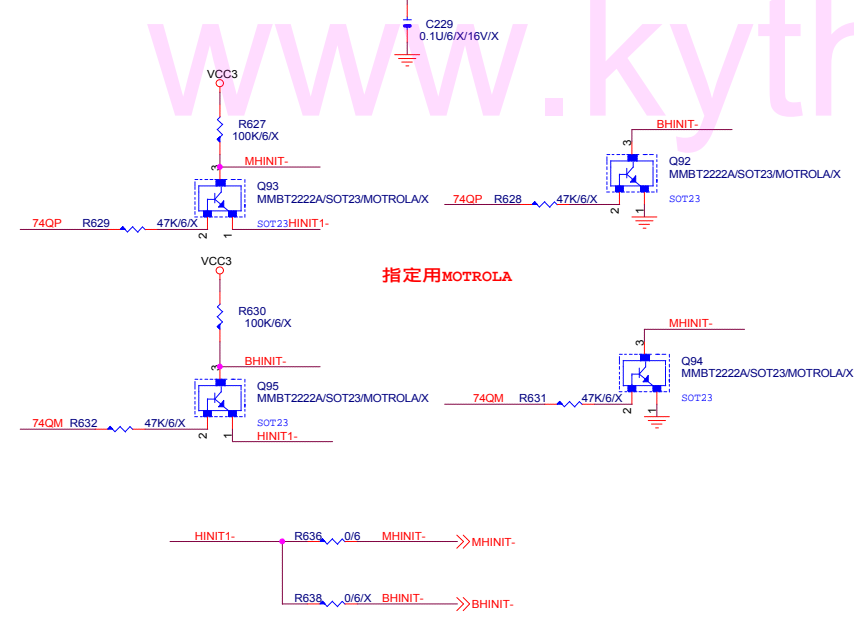 www.kyth
C229
0.1U/6/X/16V/X
VCC3
R627
100K/6/X
MHINIT-
3
Q93
MMBT2222A/SOT23/MOTROLA/X
74QP R629 47K/6/X
2
1
SOT23 HINIT1-
BHINIT-
3
Q92
MMBT2222A/SOT23/MOTROLA/X
74QP R628 47K/6/X
2
1
SOT23
VCC3
指定用MOTROLA
R630
100K/6/X
BHINIT-
3
Q95
MMBT2222A/SOT23/MOTROLA/X
74QM R632 47K/6/X
2
1
SOT23
HINIT1-
MHINIT-
3
Q94
MMBT2222A/SOT23/MOTROLA/X
74QM R631 47K/6/X
2
1
SOT23
HINIT1- R636 0/6 MHINIT- MHINIT-
R638 0/6/X BHINIT- BHINIT-